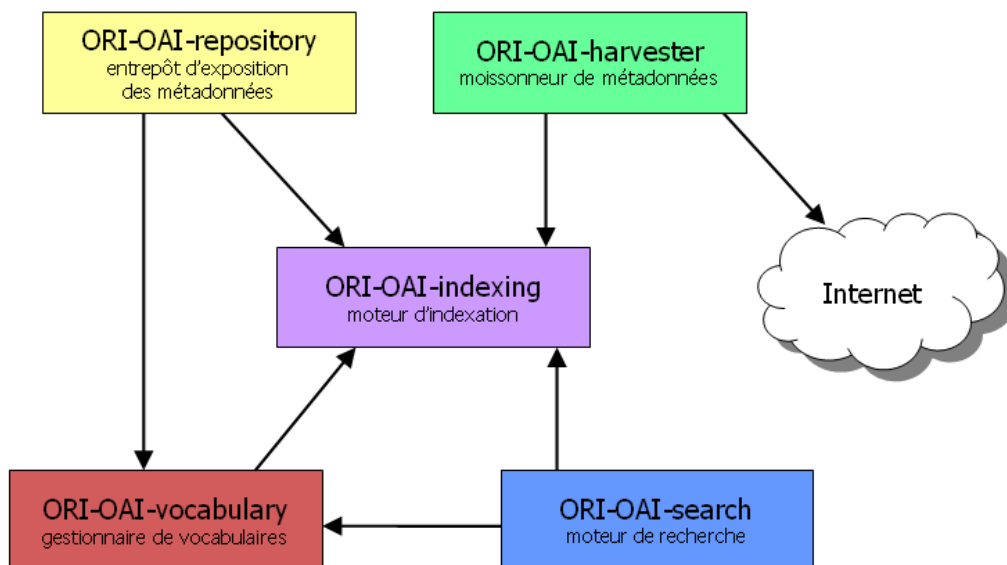 ORI-OAI-repository
entrepôt d'exposition
des métadonnées
ORI-OAI-harvester
moissonneur de métadonnées
ORI-OAI-indexing
moteur d'indexation
Internet
ORI-OAI-vocabulary
gestionnaire de vocabulaires
ORI-OAI-search
moteur de recherche